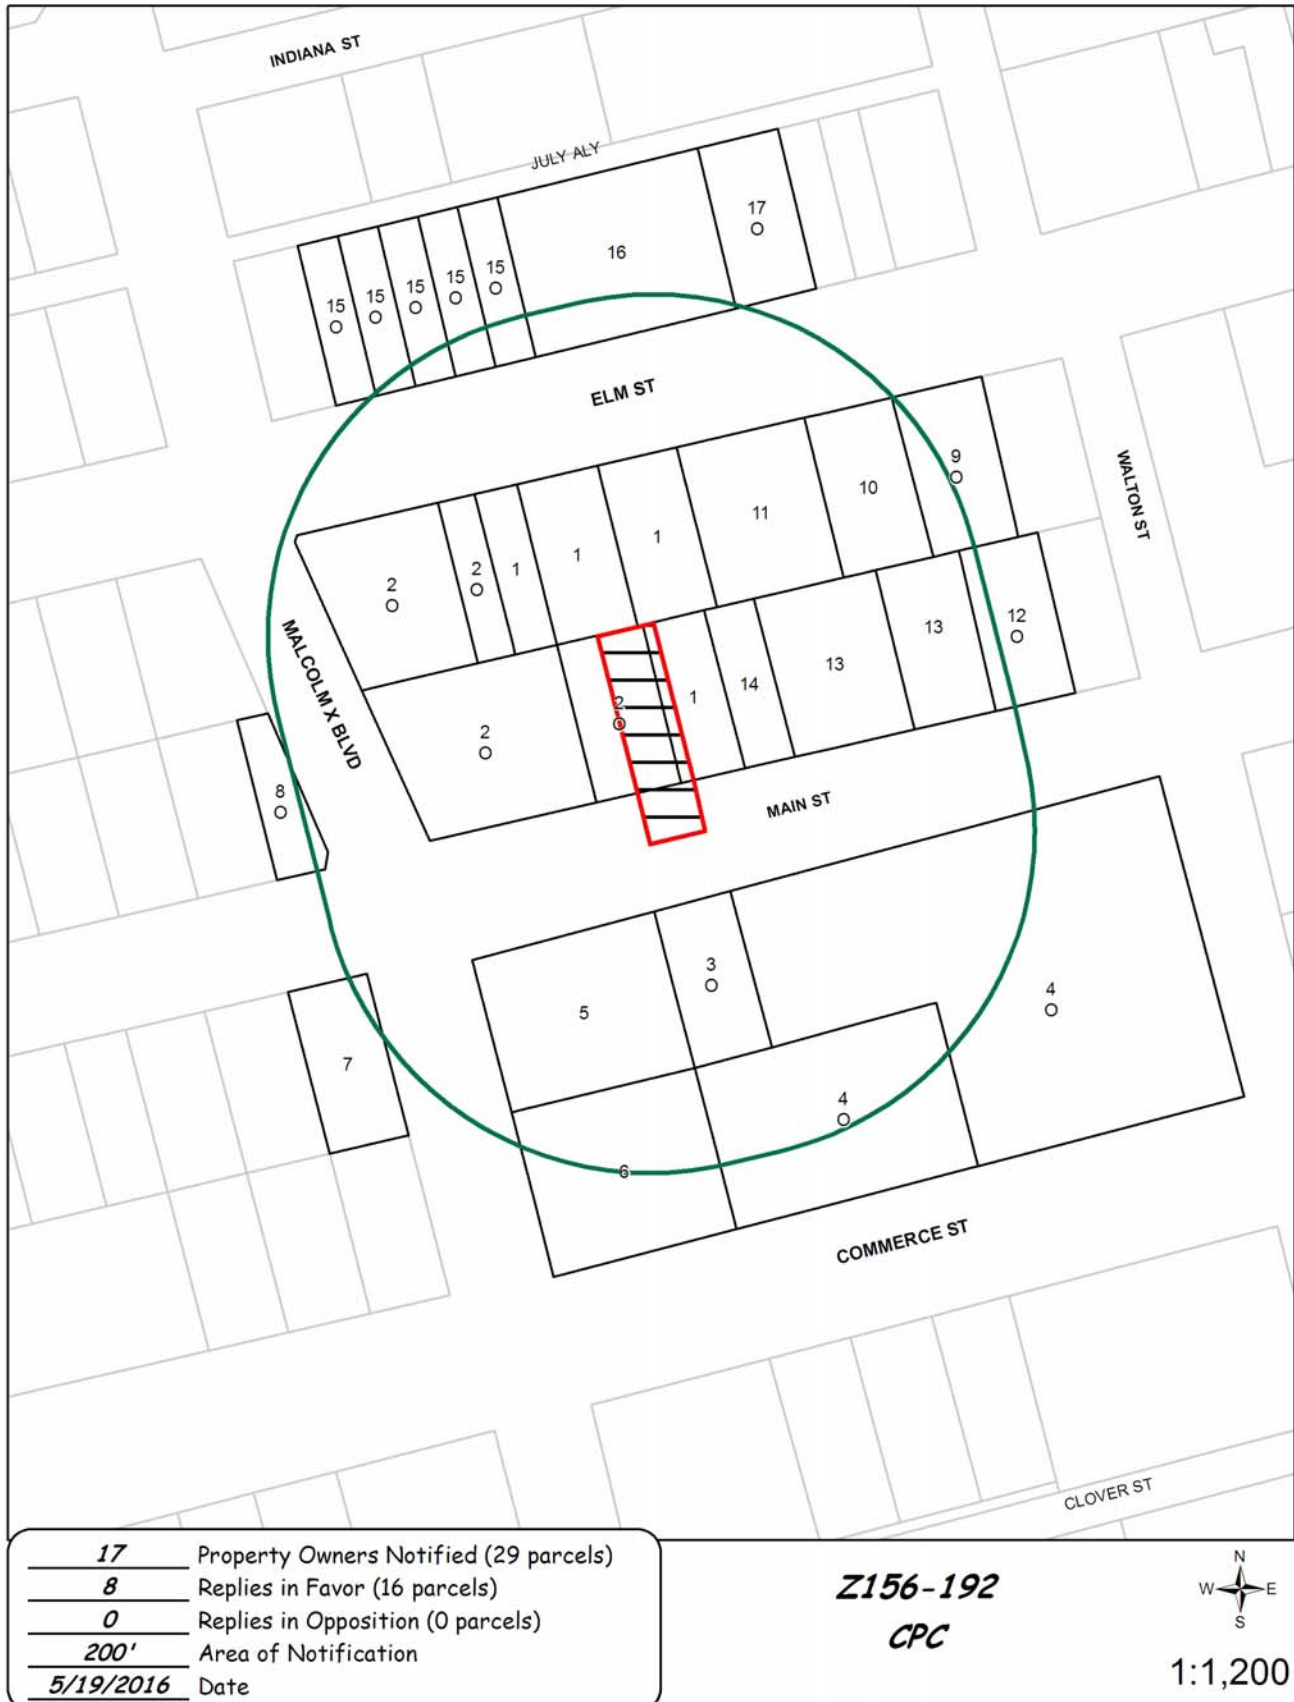 INDIANA ST
JULY ALY
17
16
15
15
15
15
15
ELM ST
9
WALTON ST
10
11
1
1
1
2
2
MALCOLM X BLVD
12
13
13
14
1
2
2
8
MAIN ST
3
4
5
7
4
6
COMMERCE ST
CLOVER ST
17 Property Owners Notified (29 parcels)
8 Replies in Favor (16 parcels)
0 Replies in Opposition (0 parcels)
200' Area of Notification
5/19/2016 Date
Z156-192
CPC
N
W E
S
1:1,200